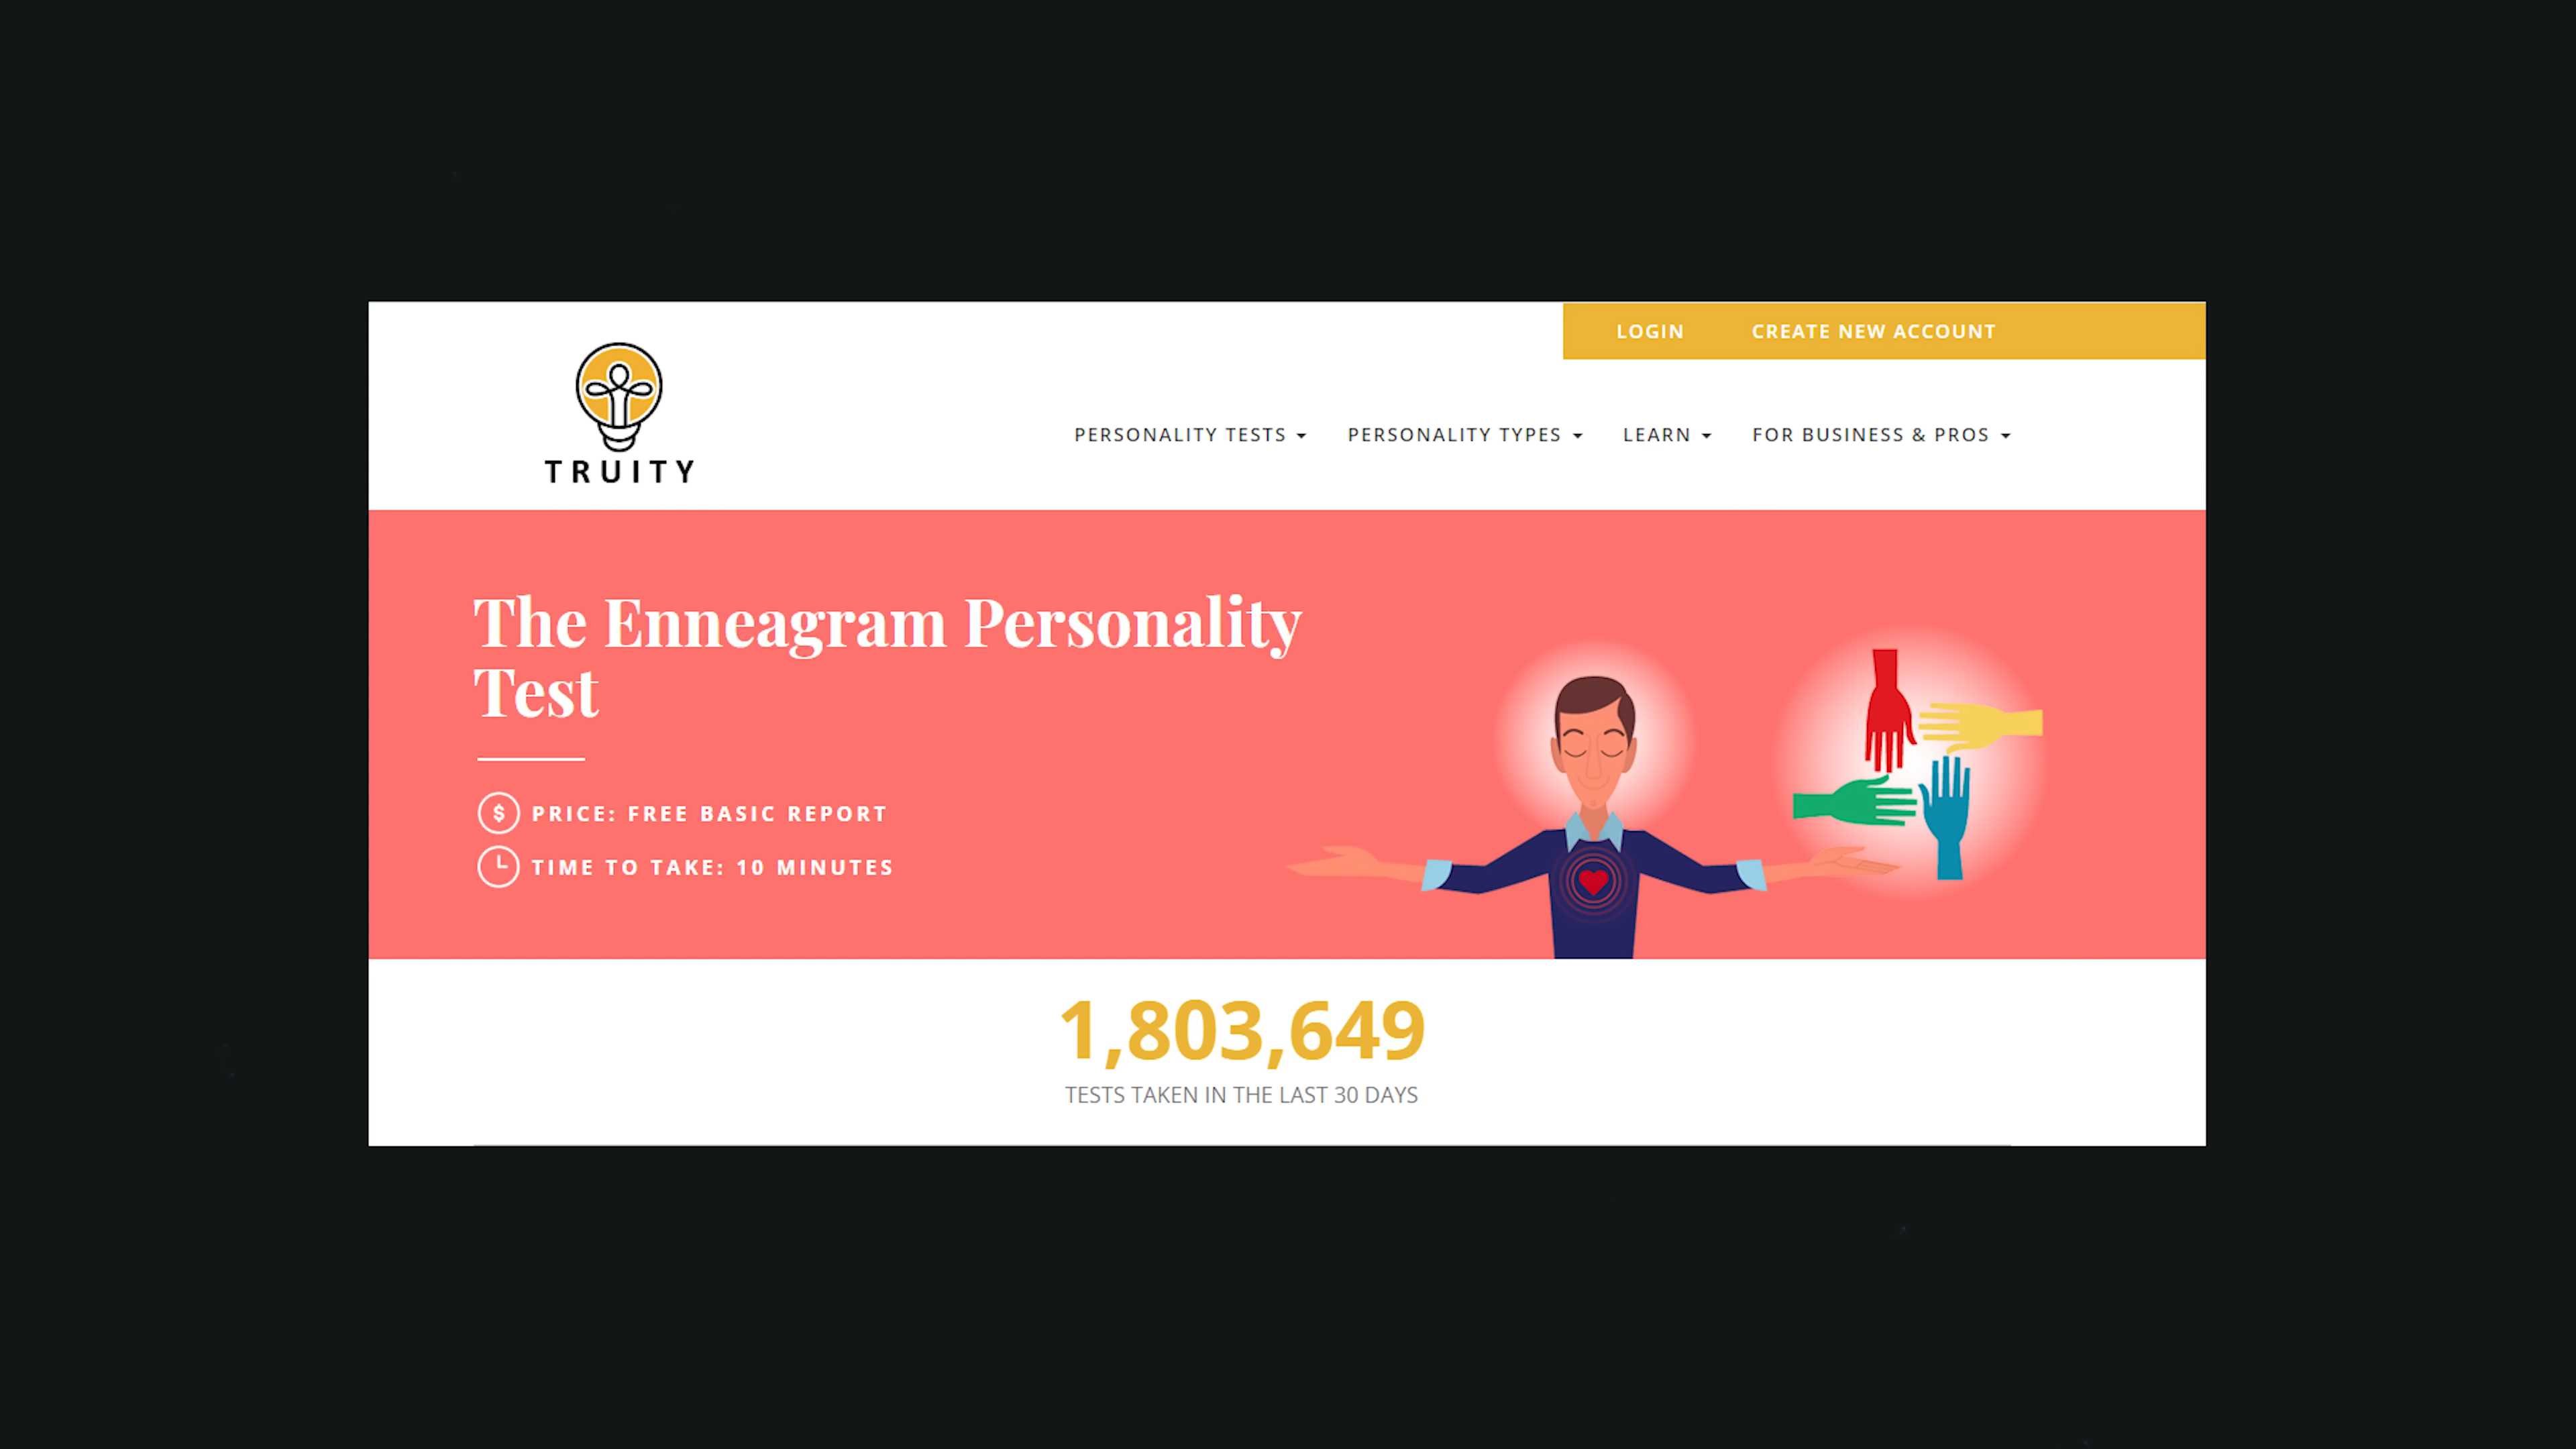 LOGIN CREATE NEW ACCOUNT
TRUITY
PERSONALITY TESTS PERSONALITY TYPES LEARN FOR BUSINESS & PROS
The Enneagram Personality
Test
$ PRICE: FREE BASIC REPORT
TIME TO TAKE: 10 MINUTES
1,803,649
TESTS TAKEN IN THE LAST 30 DAYS